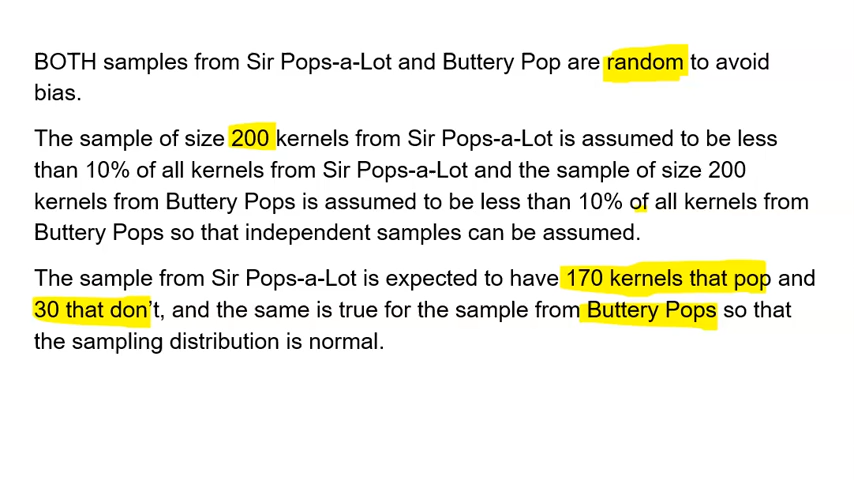 BOTH samples from Sir Pops-a-Lot and Buttery Pop are random to avoid
bias.
The sample of size 200 kernels from Sir Pops-a-Lot is assumed to be less
than 10% of all kernels from Sir Pops-a-Lot and the sample of size 200
kernels from Buttery Pops is assumed to be less than 10% of all kernels from
Buttery Pops so that independent samples can be assumed.
The sample from Sir Pops-a-Lot is expected to have 170 kernels that pop and
30 that don't, and the same is true for the sample from Buttery Pops so that
the sampling distribution is normal.